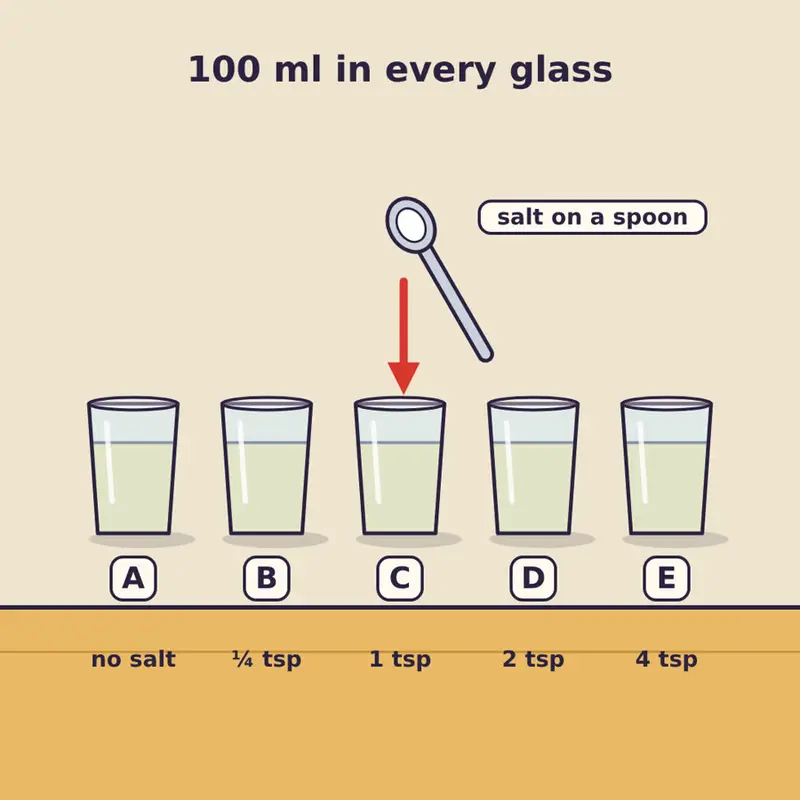 100 ml in every glass
salt on a spoon
A B C D E
no salt ¼ tsp 1 tsp 2 tsp 4 tsp